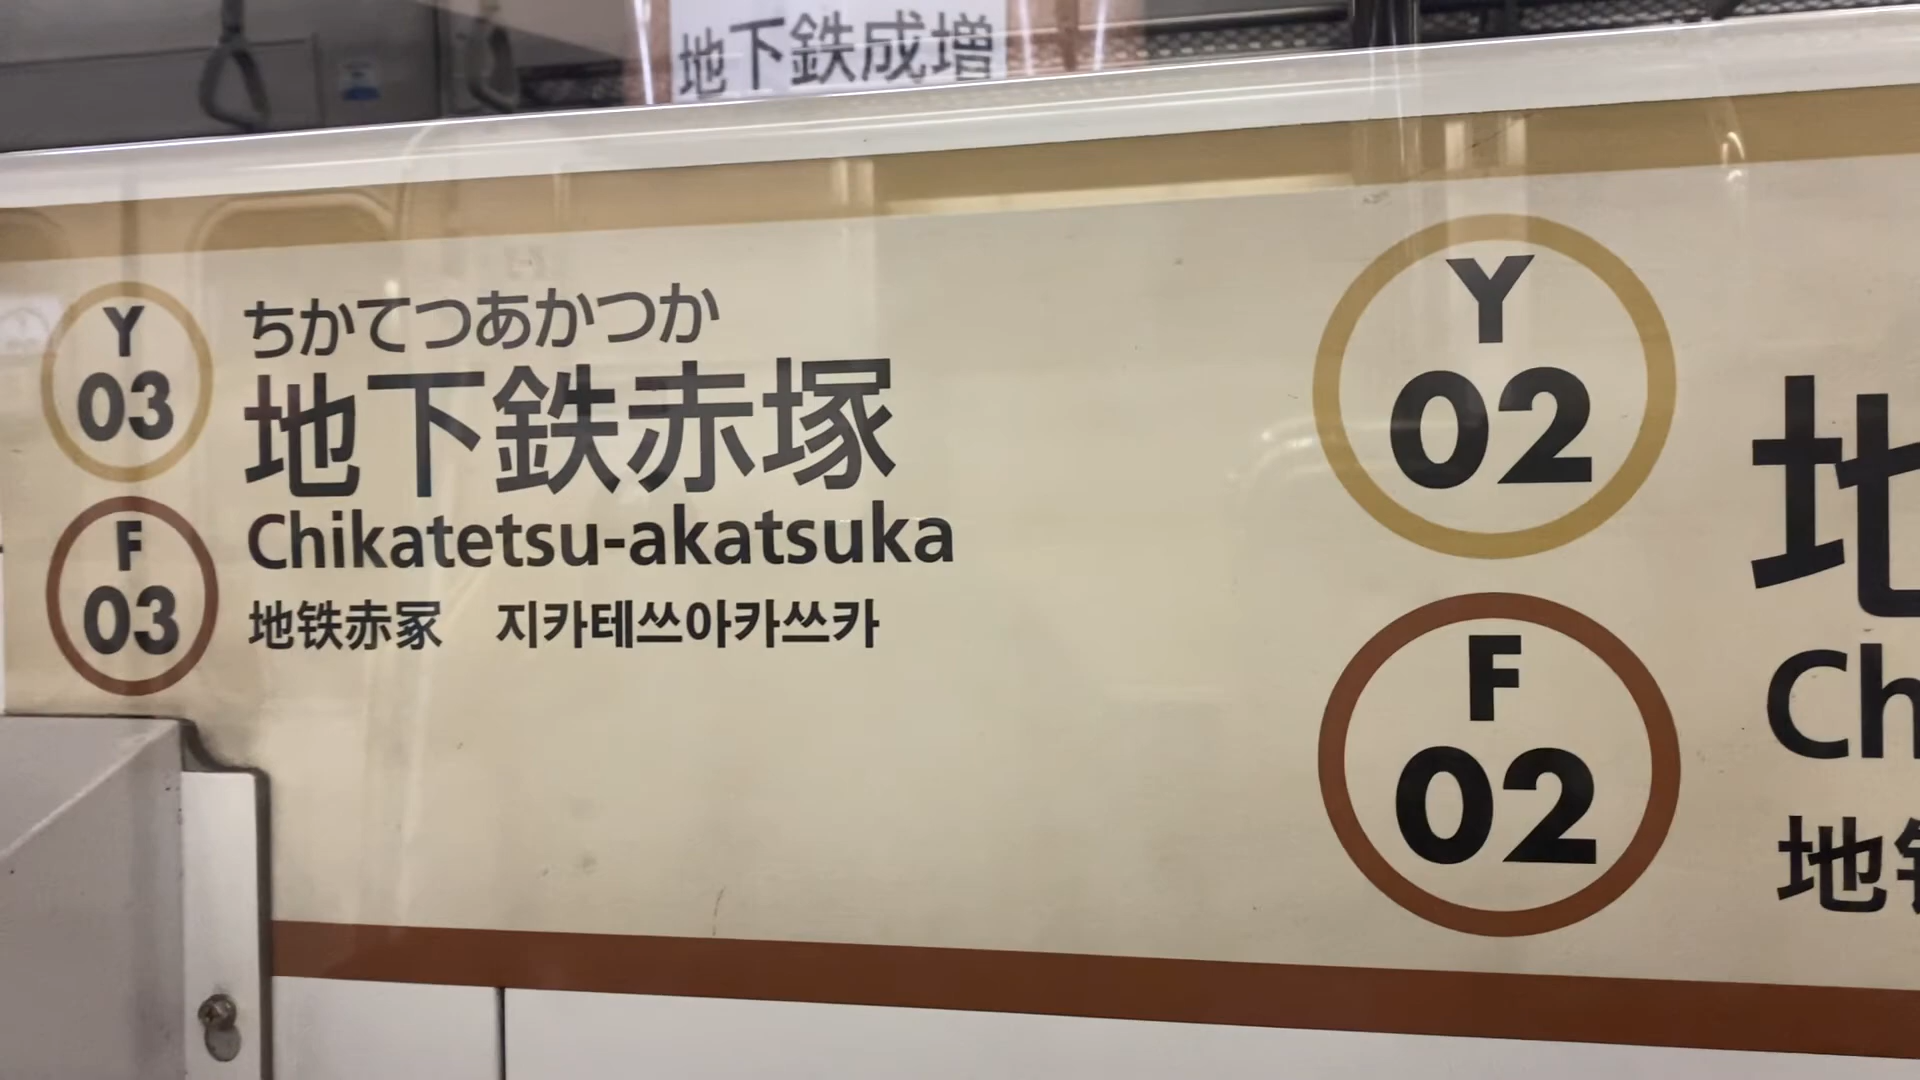 地下鉄成増
Y
03
F
03
ちかてつあかつか
地下鉄赤塚
Chikatetsu-akatsuka
地铁赤冢 지카테쓰아카쓰카
Y
02
F
02
地
Ch
地